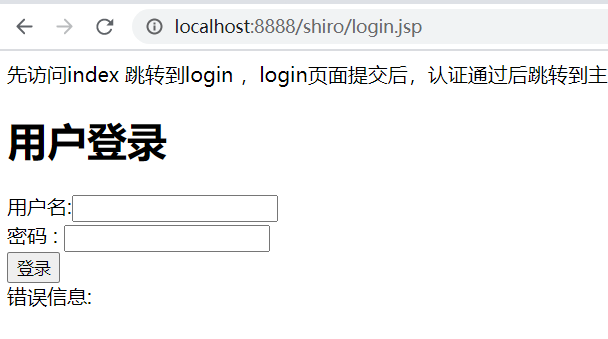 localhost:8888/shiro/login.jsp
先访问index 跳转到login ，login页面提交后，认证通过后跳转到主
用户登录
用户名:
密码 :
登录
错误信息: